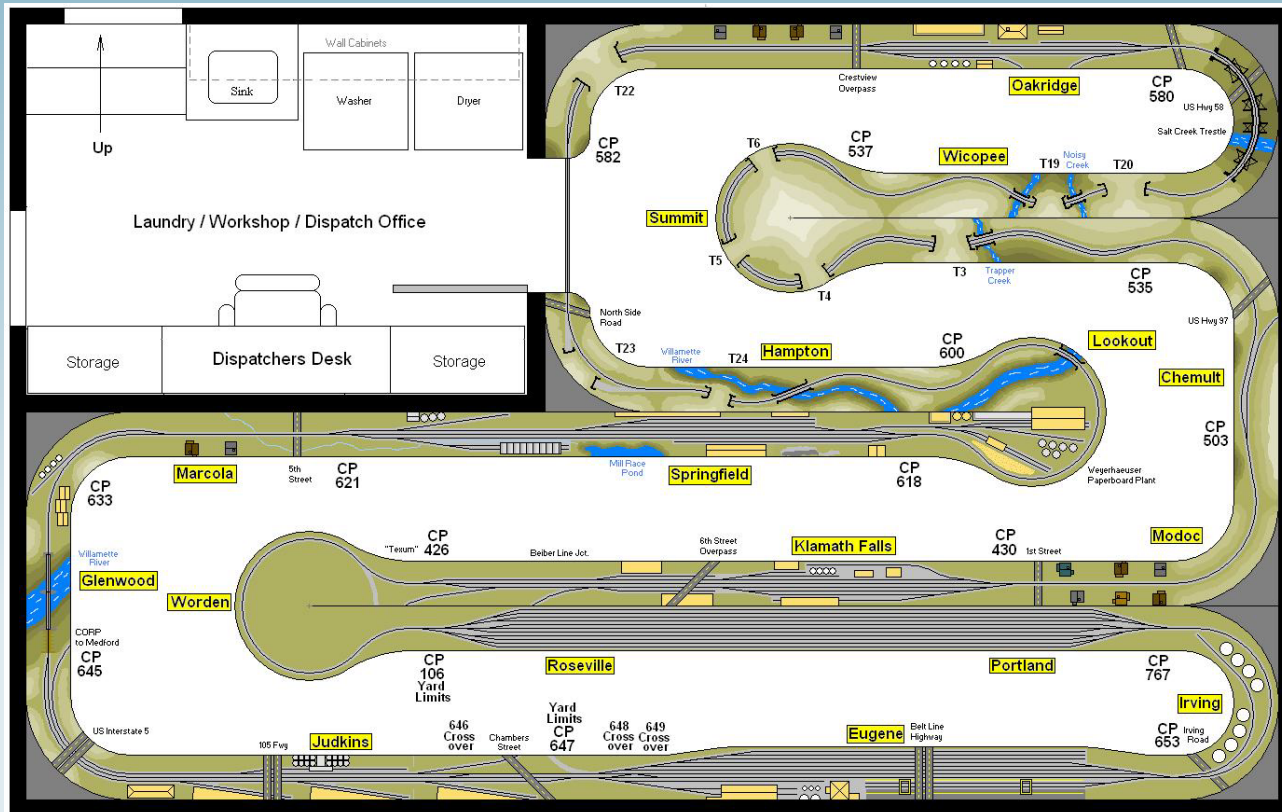 Wall Cabinets
Sink
Washer
Dryer
Up
Laundry / Workshop / Dispatch Office
Storage
Dispatchers Desk
Storage
T22
CP
582
Crestview
Overpass
Oakridge
CP
580
US Hwy 58
Salt Creek Trestle
T6
CP
537
Wicopee
T19
Noisy
Creek
T20
Summit
T5
T4
T3
Trapper
Creek
CP
535
US Hwy 97
North Side
Road
T23
Willamette
River
T24
Hampton
CP
600
Lookout
Chemult
CP
503
Marcola
5th
Street
CP
621
Mill Race
Pond
Springfield
CP
618
Weyerhaeuser
Paperboard Plant
CP
633
Willamette
River
Glenwood
Worden
"Texum"
CP
426
Beiber Line Jct.
6th Street
Overpass
Klamath Falls
CP
430
1st Street
Modoc
CORP
to Medford
CP
645
CP
106
Yard
Limits
Roseville
Portland
CP
767
US Interstate 5
105 Fwy
Judkins
646
Cross
over
Chambers
Street
Yard
Limits
CP
647
648
Cross
over
649
Cross
over
Eugene
Belt Line
Highway
Irving
CP
653
Irving
Road